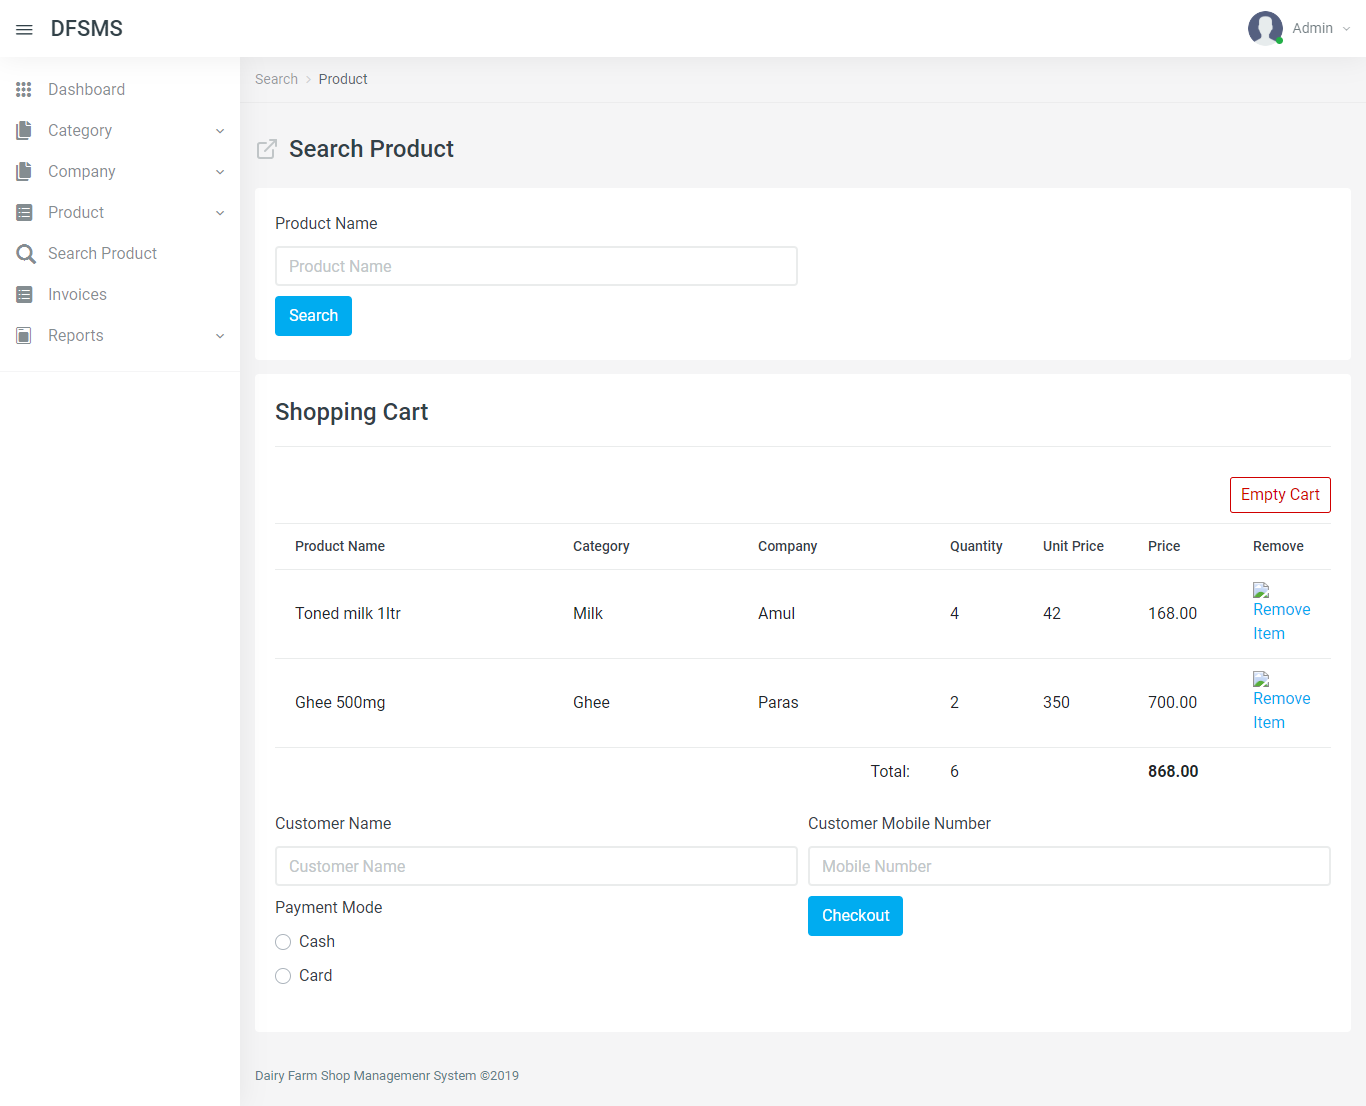 DFSMS
Admin
Dashboard
Category
Company
Product
Search Product
Invoices
Reports
Search > Product
Search Product
Product Name
Product Name
Search
Shopping Cart
Empty Cart
Product Name Category Company Quantity Unit Price Price Remove
Toned milk 1ltr Milk Amul 4 42 168.00 Remove Item
Ghee 500mg Ghee Paras 2 350 700.00 Remove Item
Total: 6 868.00
Customer Name Customer Mobile Number
Customer Name Mobile Number
Payment Mode Checkout
Cash
Card
Dairy Farm Shop Managemenr System ©2019